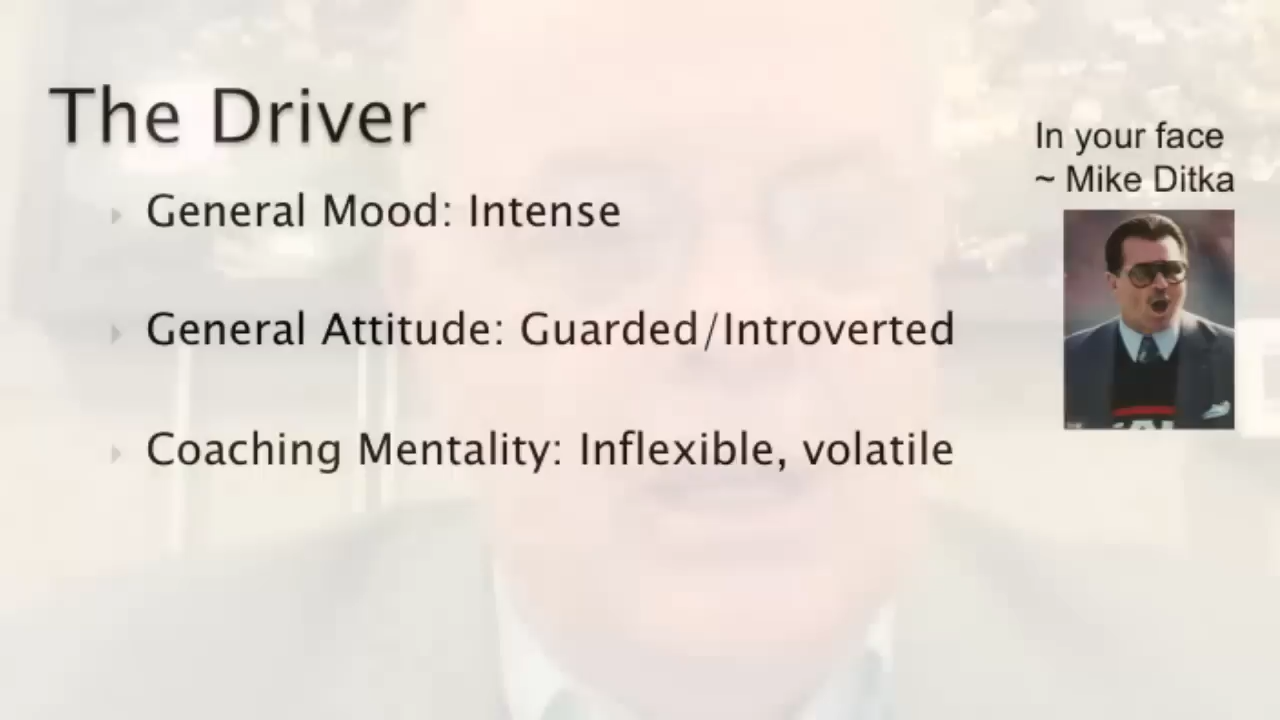 The Driver
In your face
~ Mike Ditka
General Mood: Intense
General Attitude: Guarded/Introverted
Coaching Mentality: Inflexible, volatile